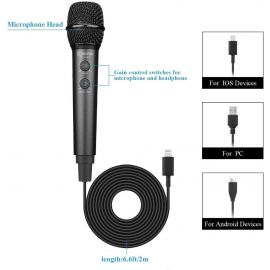 Microphone Head
Gain control switches for
microphone and headphone
For IOS Devices
For PC
For Android Devices
length:6.6ft/2m